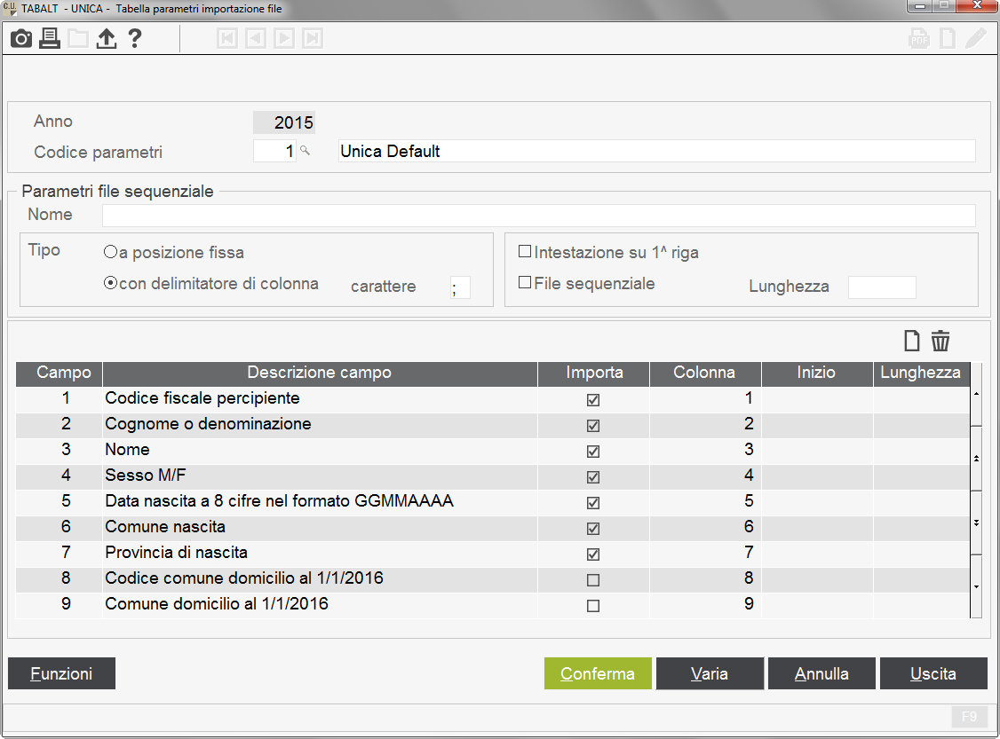 C.U. TABALT - UNICA - Tabella parametri importazione file
PDF
Anno 2015
Codice parametri 1 Unica Default
Parametri file sequenziale
Nome
Tipo a posizione fissa Intestazione su 1^ riga
con delimitatore di colonna carattere ; File sequenziale Lunghezza
Campo Descrizione campo Importa Colonna Inizio Lunghezza
1 Codice fiscale percipiente 1
2 Cognome o denominazione 2
3 Nome 3
4 Sesso M/F 4
5 Data nascita a 8 cifre nel formato GGMMAAAA 5
6 Comune nascita 6
7 Provincia di nascita 7
8 Codice comune domicilio al 1/1/2016 8
9 Comune domicilio al 1/1/2016 9
Funzioni Conferma Varia Annulla Uscita
F9